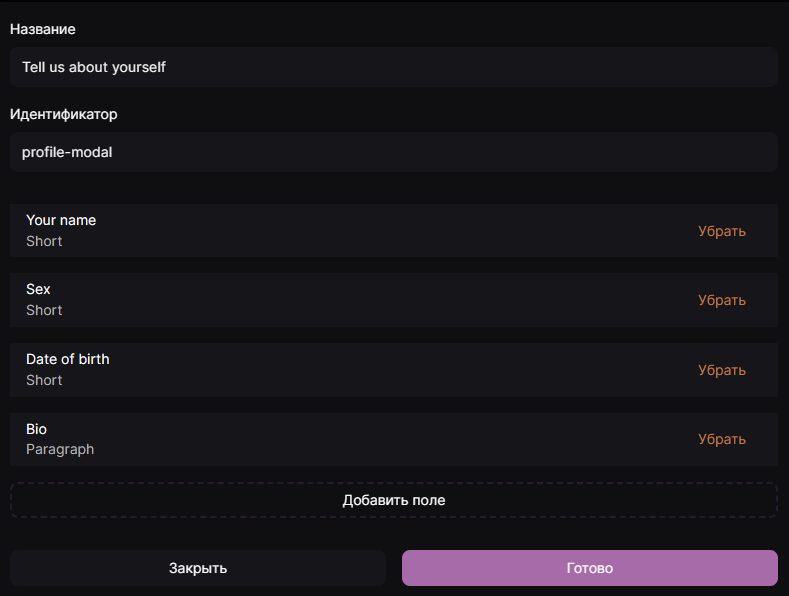 Название
Tell us about yourself
Идентификатор
profile-modal
Your name
Short
Убрать
Sex
Short
Убрать
Date of birth
Short
Убрать
Bio
Paragraph
Убрать
Добавить поле
Закрыть
Готово